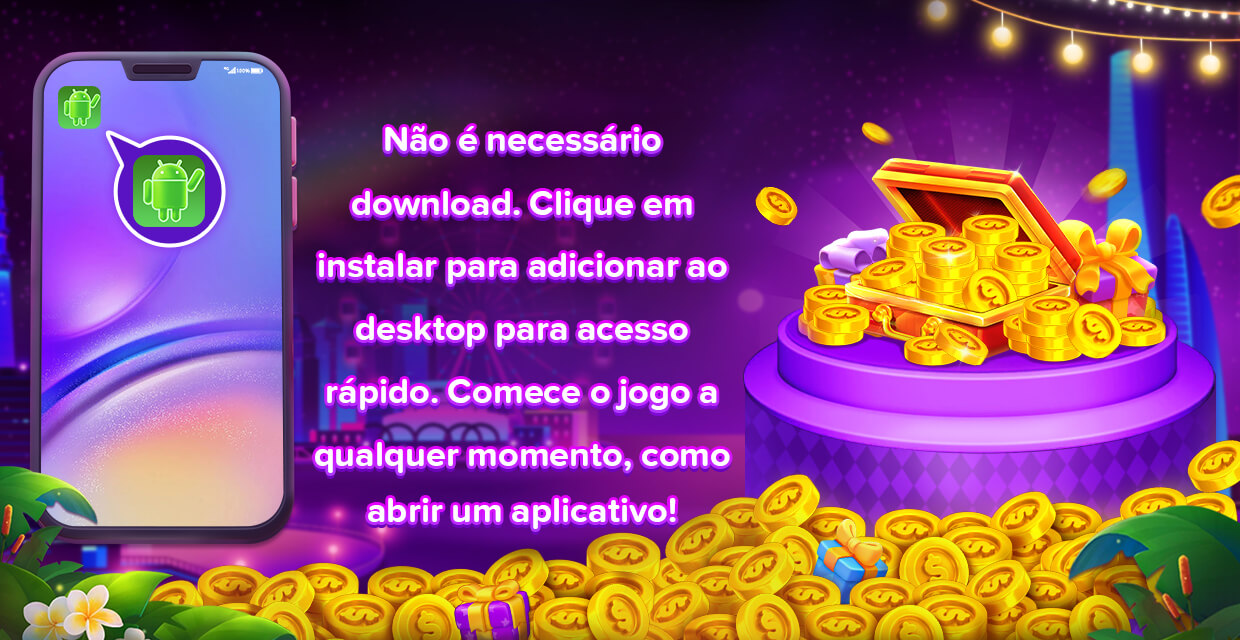 100%
Não é necessário
download. Clique em
instalar para adicionar ao
desktop para acesso
rápido. Comece o jogo a
qualquer momento, como
abrir um aplicativo!